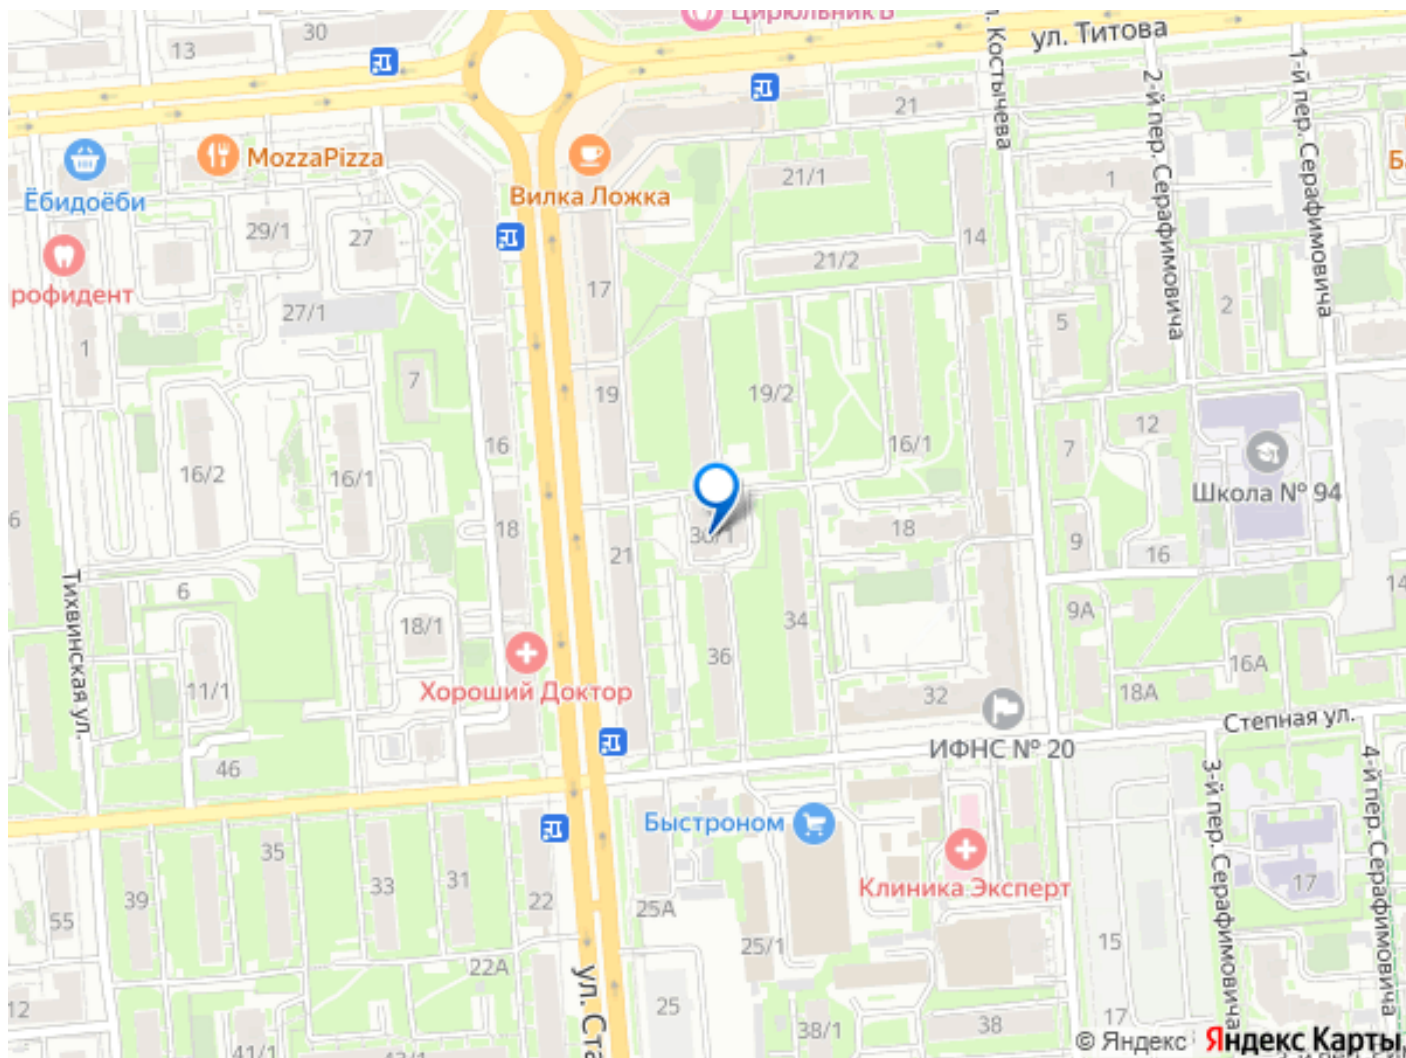 Цирюльникъ
30
13
ул. Титова
Костычева
2-й пер. Серафимовича
1-й пер. Серафимовича
21
MozzaPizza
Вилка Ложка
Ёбидоёби
21/1
1
29/1
27
14
21/2
рофидент
17
27/1
5
2
1
7
19
19/2
12
16
16/1
7
16/2
16/1
Школа № 94
18
18
21
9
16
6
14
Тихвинская ул.
34
9А
18/1
36
16А
11/1
Хороший Доктор
32
18А
Степная ул.
ИФНС № 20
46
3-й пер. Серафимовича
4-й пер. Серафимовича
Быстроном
35
33
31
Клиника Эксперт
17
39
22
25А
55
25/1
15
22А
12
25
38/1
38
17
© Яндекс Яндекс Карты